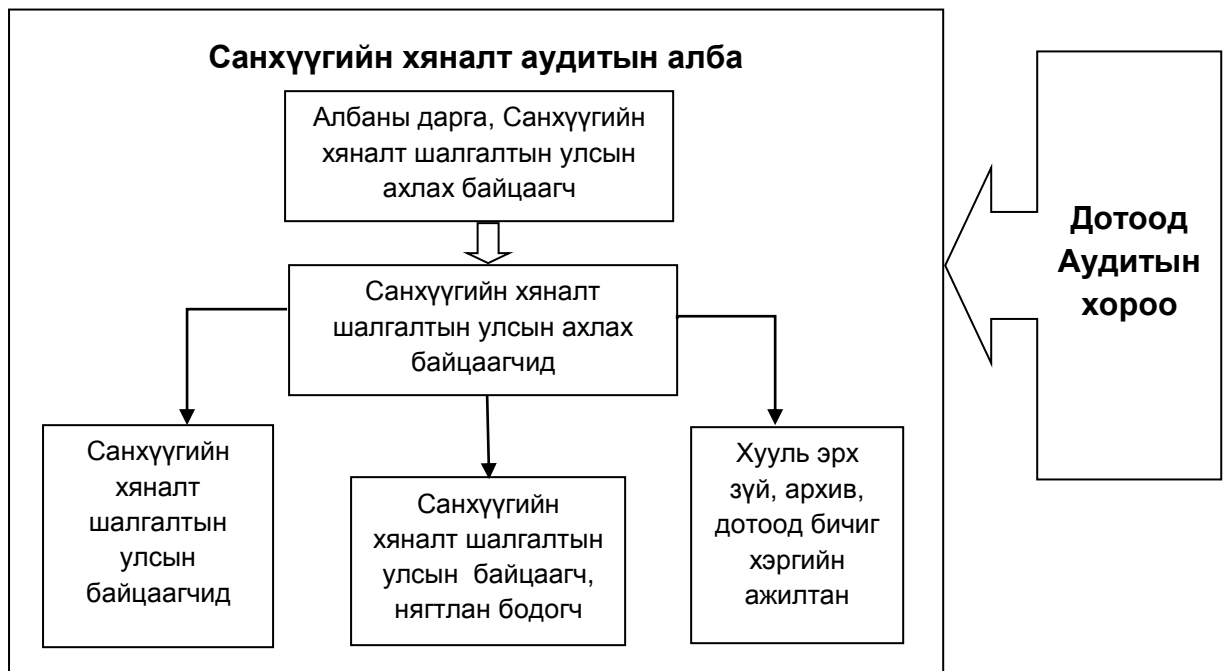 Санхүүгийн хяналт аудитын алба
Албаны дарга, Санхүүгийн
хяналт шалгалтын улсын
ахлах байцаагч
Санхүүгийн хяналт
шалгалтын улсын ахлах
байцаагчид
Санхүүгийн
хяналт
шалгалтын
улсын
байцаагчид
Санхүүгийн
хяналт шалгалтын
улсын байцаагч,
нягтлан бодогч
Хууль эрх
зүй, архив,
дотоод бичиг
хэргийн
ажилтан
Дотоод
Аудитын
хороо